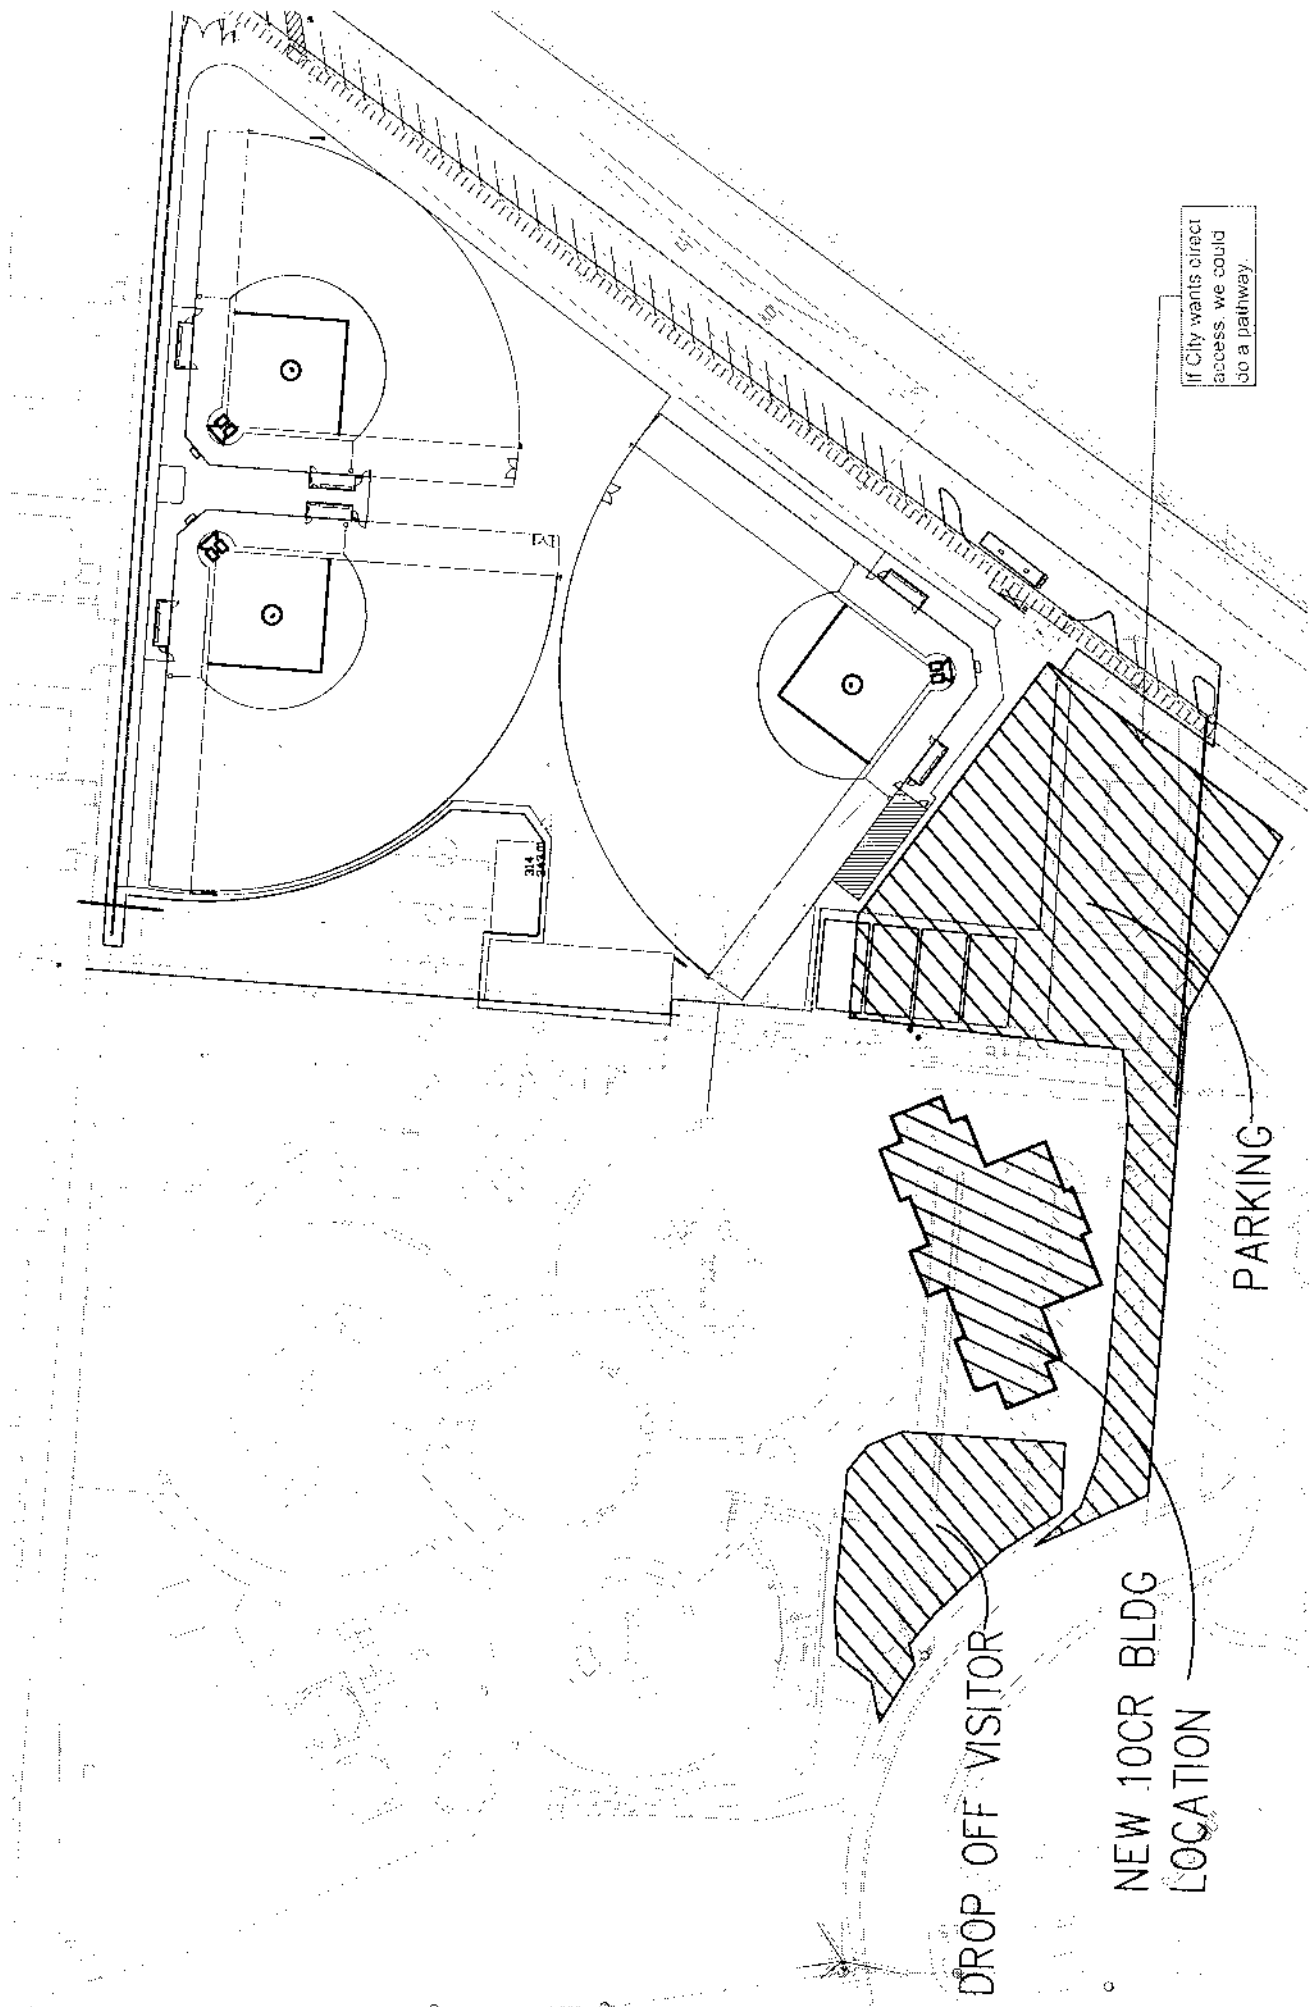 If City wants direct
access, we could
do a pathway.
314
PARKING
NEW 10CR BLDG
LOCATION
DROP OFF VISITOR